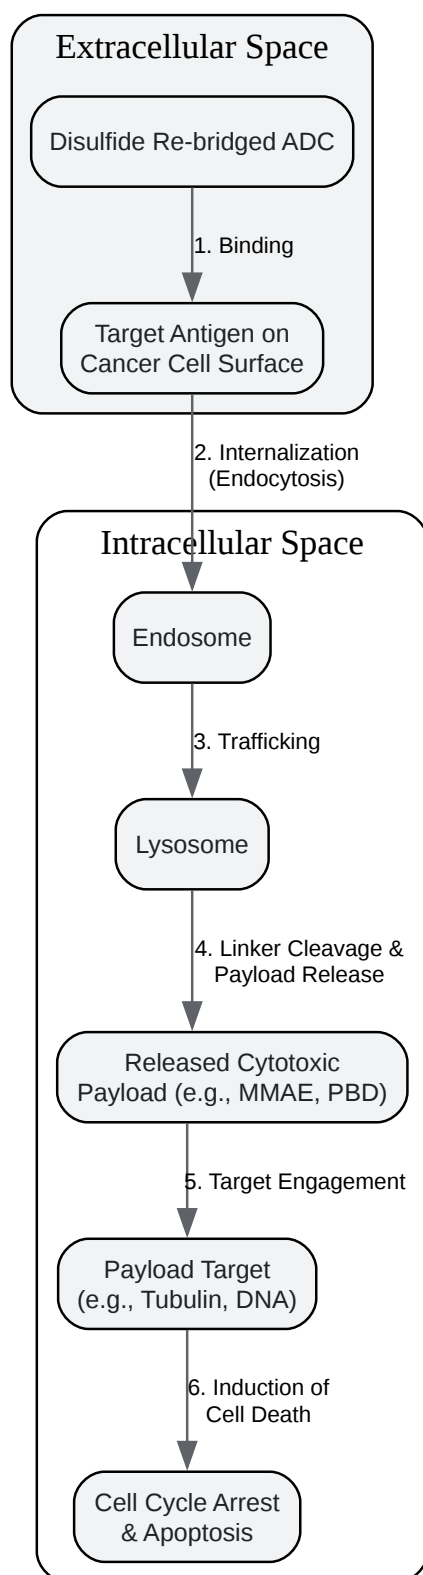 Extracellular Space
Disulfide Re-bridged ADC
1. Binding
Target Antigen on
Cancer Cell Surface
2. Internalization
(Endocytosis)
Intracellular Space
Endosome
3. Trafficking
Lysosome
4. Linker Cleavage &
Payload Release
Released Cytotoxic
Payload (e.g., MMAE, PBD)
5. Target Engagement
Payload Target
(e.g., Tubulin, DNA)
6. Induction of
Cell Death
Cell Cycle Arrest
& Apoptosis